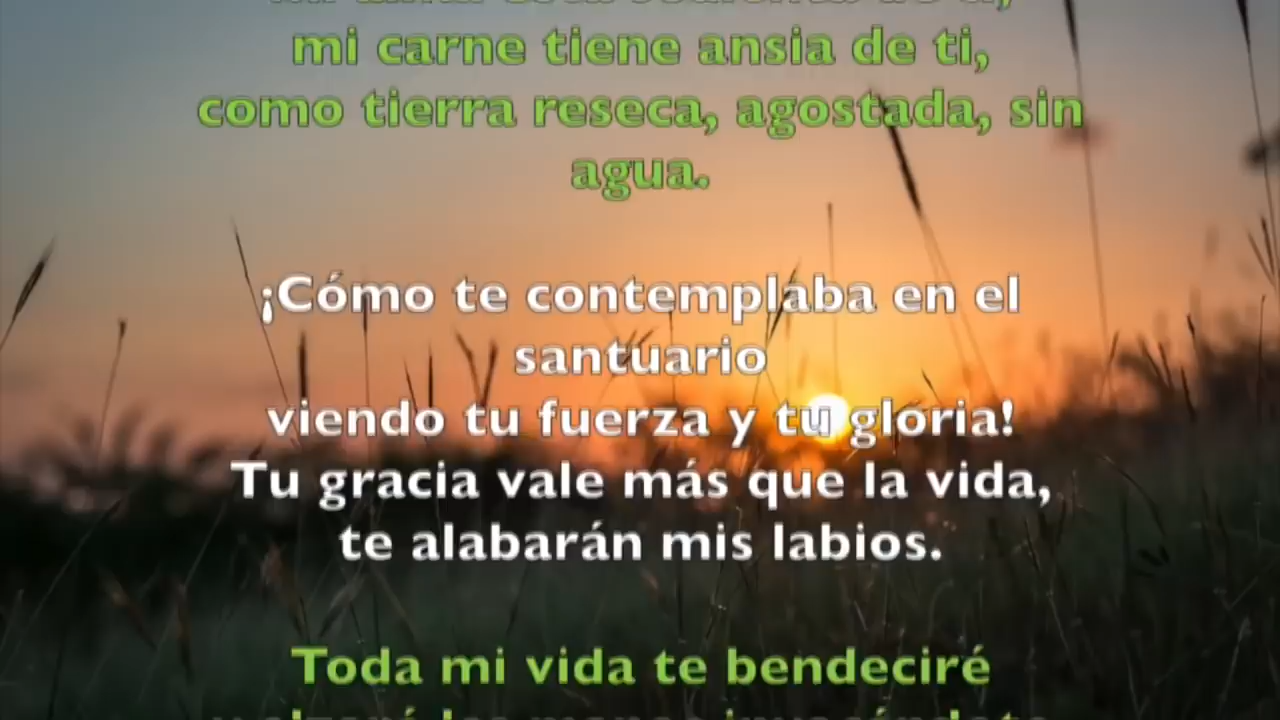 mi carne tiene ansia de ti,
como tierra reseca, agostada, sin
agua.
¡Cómo te contemplaba en el
santuario
viendo tu fuerza y tu gloria!
Tu gracia vale más que la vida,
te alabarán mis labios.
Toda mi vida te bendeciré